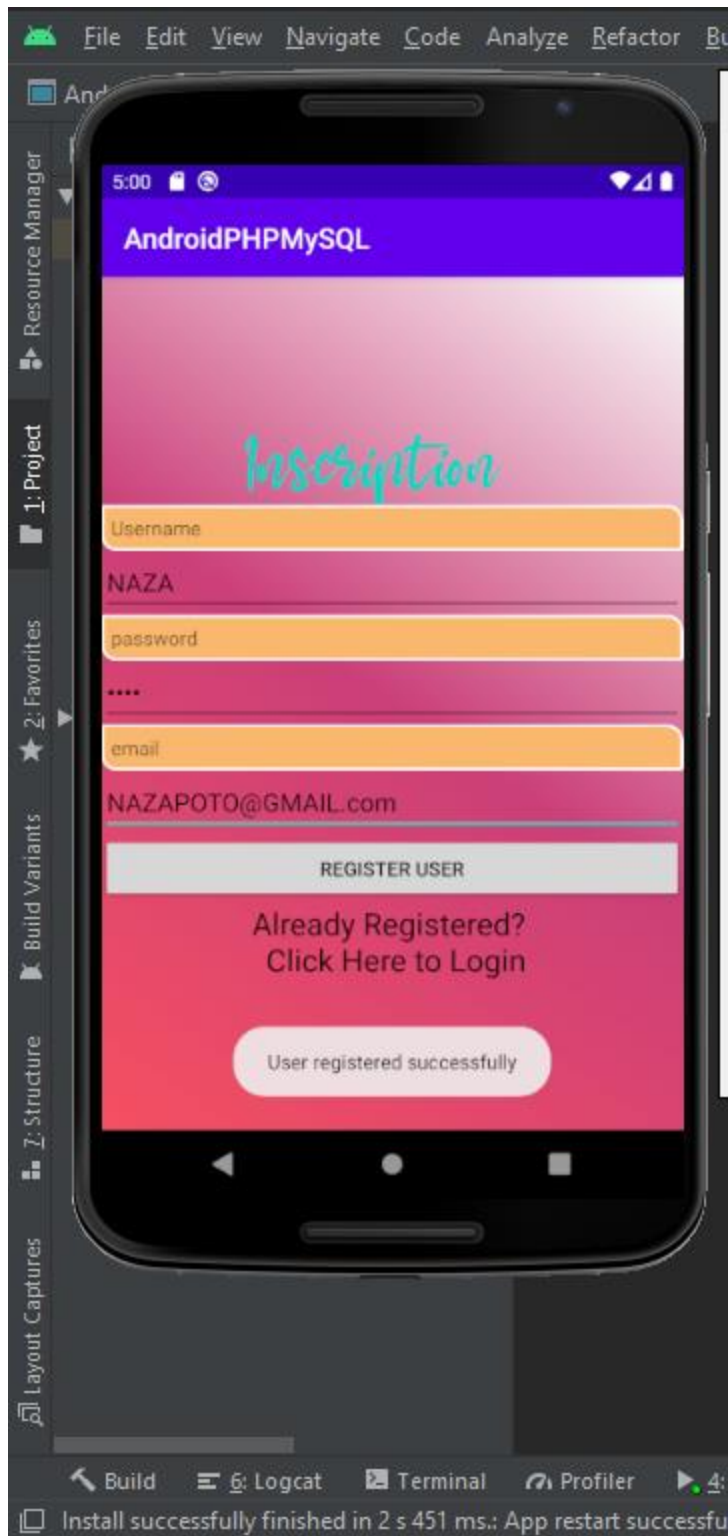 File Edit View Navigate Code Analyze Refactor Bu
And
Resource Manager
1: Project
2: Favorites
Build Variants
7: Structure
Layout Captures
5:00
AndroidPHPMySQL
Inscription
Username
NAZA
password
••••
email
NAZAPOTO@GMAIL.com
REGISTER USER
Already Registered?
Click Here to Login
User registered successfully
Build 6: Logcat Terminal Profiler 4:
Install successfully finished in 2 s 451 ms.: App restart successfu